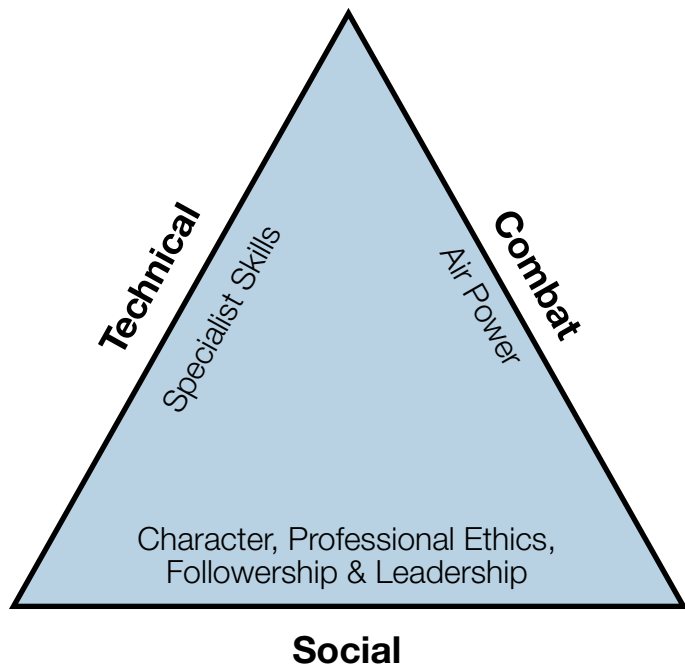 Technical
Specialist Skills
Combat
Air Power
Character, Professional Ethics,
Followership & Leadership
Social